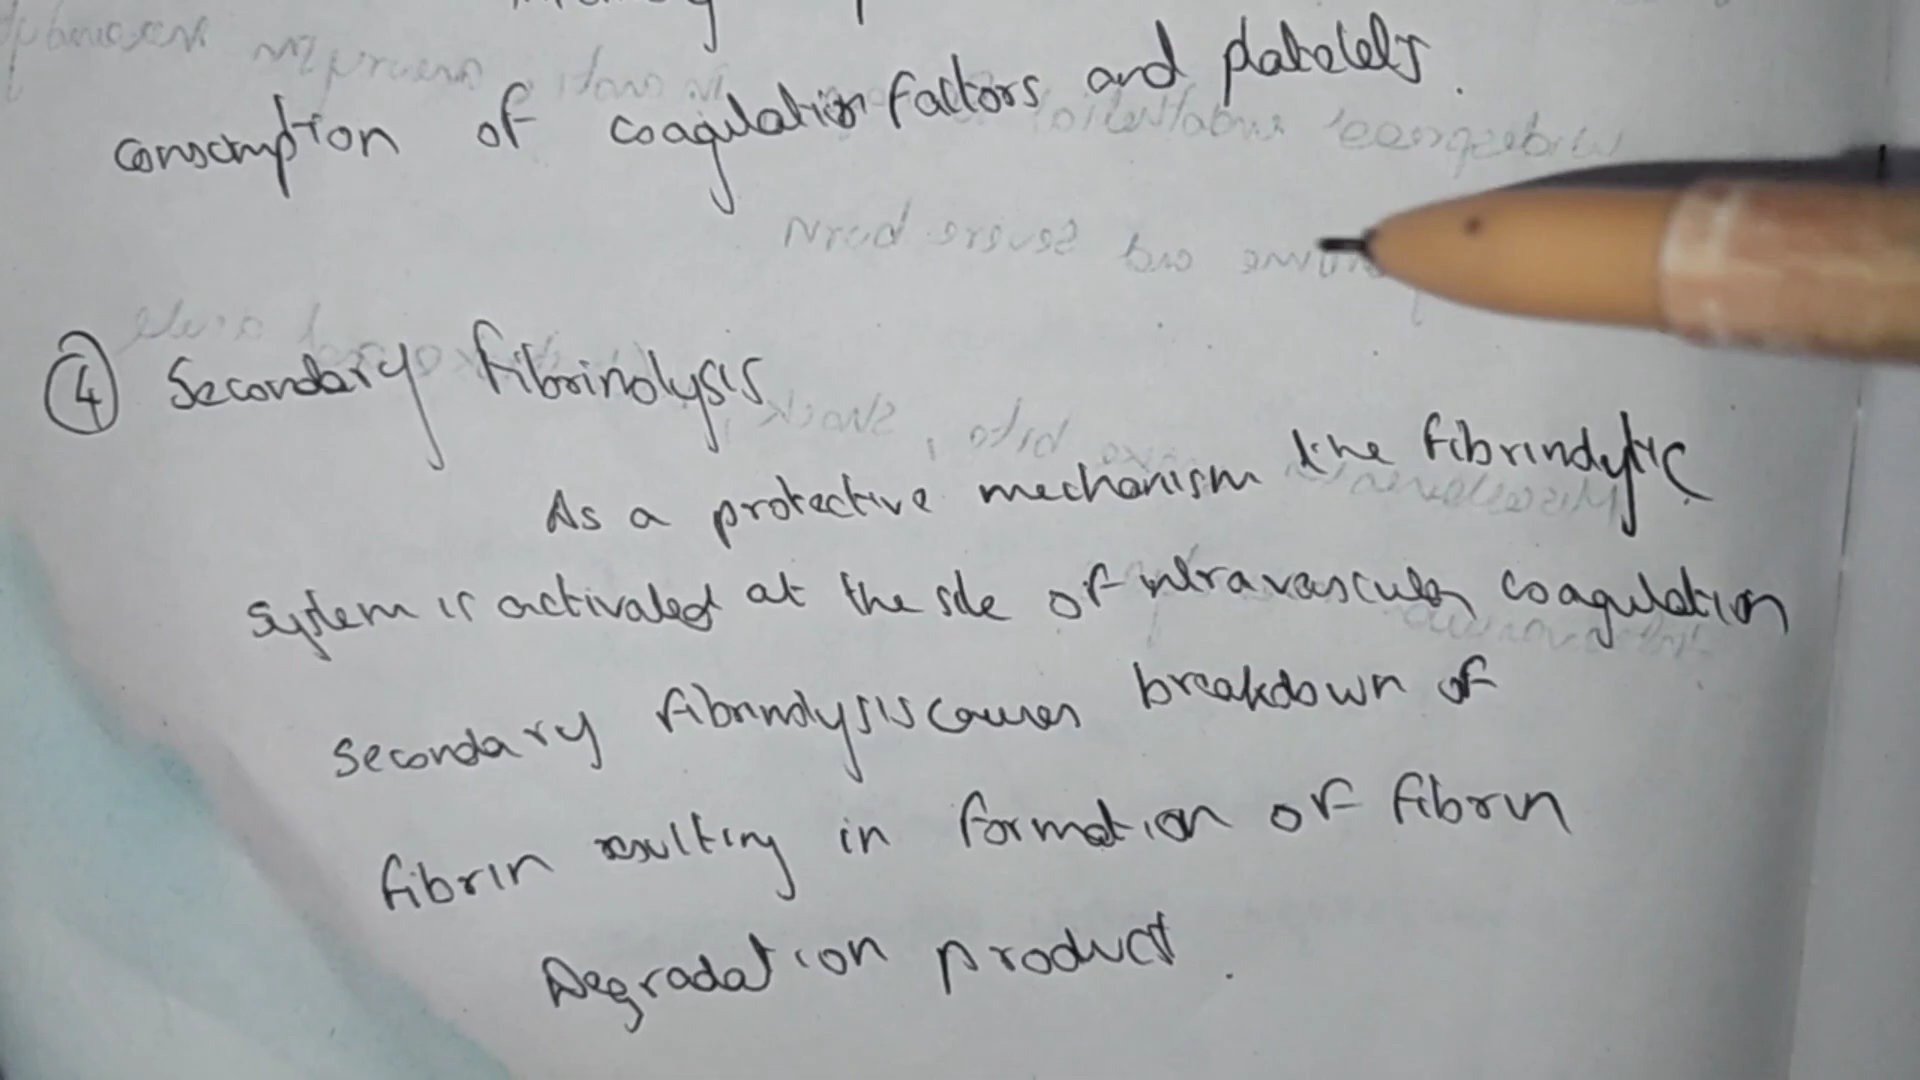 consumption of coagulation factors and platelets.
④ Secondary fibrinolysis
As a protective mechanism the fibrinolytic
system is activated at the site of intravascular coagulation
secondary fibrinolysis causes breakdown of
fibrin resulting in formation of fibrin
Degradation product.